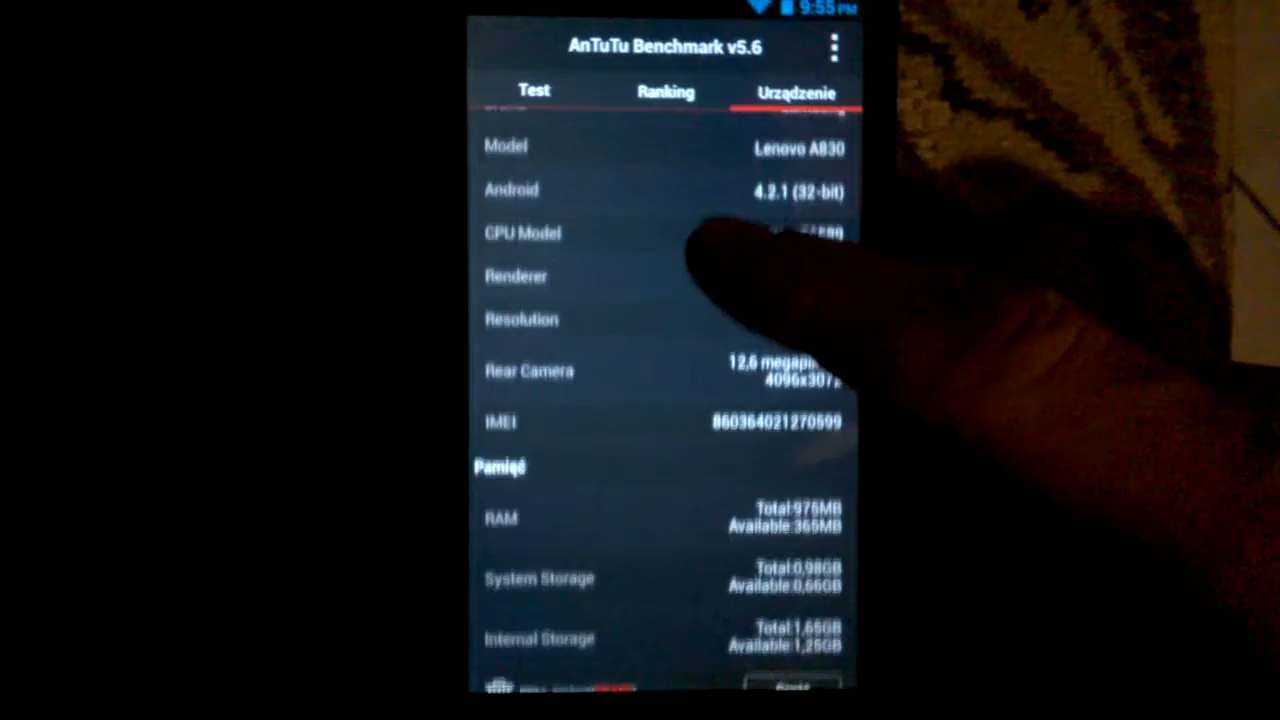 9:55 PM
AnTuTu Benchmark v5.6
Test Ranking Urządzenie
Model Lenovo A830
Android 4.2.1 (32-bit)
CPU Model
Renderer
Resolution
Rear Camera 12,6
4096x3072
IMEI 860364021270599
Pamięć
RAM Total:975MB
Available:365MB
System Storage Total:0,98GB
Available:0,66GB
Internal Storage Total:1,65GB
Available:1,25GB